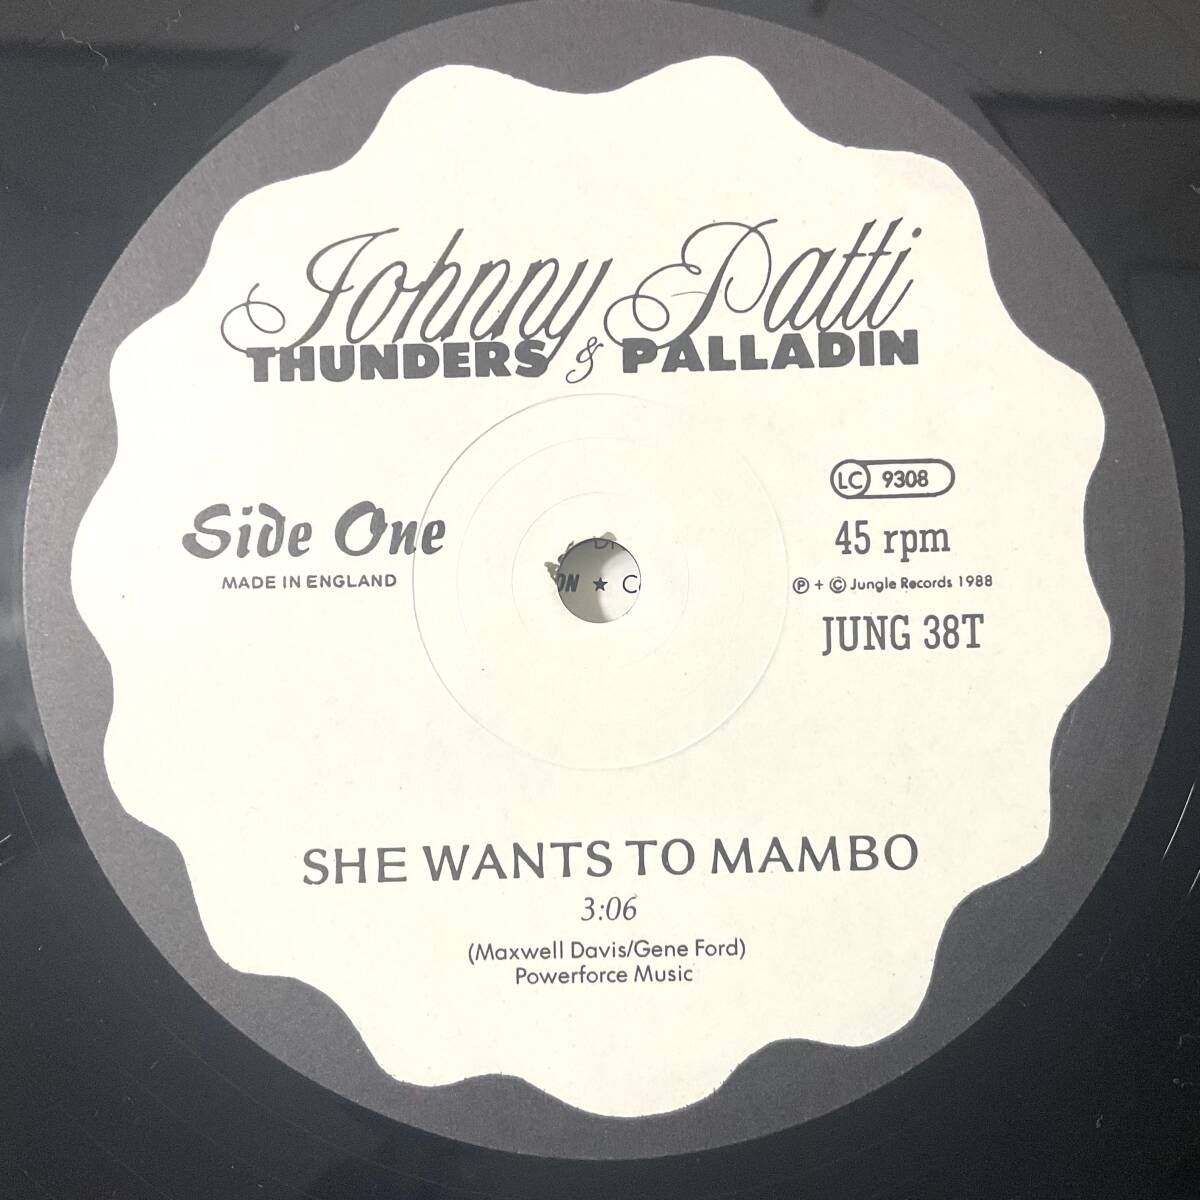 Johnny Patti
THUNDERS & PALLADIN
LC 9308
Side One
45 rpm
MADE IN ENGLAND
Ⓟ + © Jungle Records 1988
JUNG 38T
SHE WANTS TO MAMBO
3:06
(Maxwell Davis/Gene Ford)
Powerforce Music